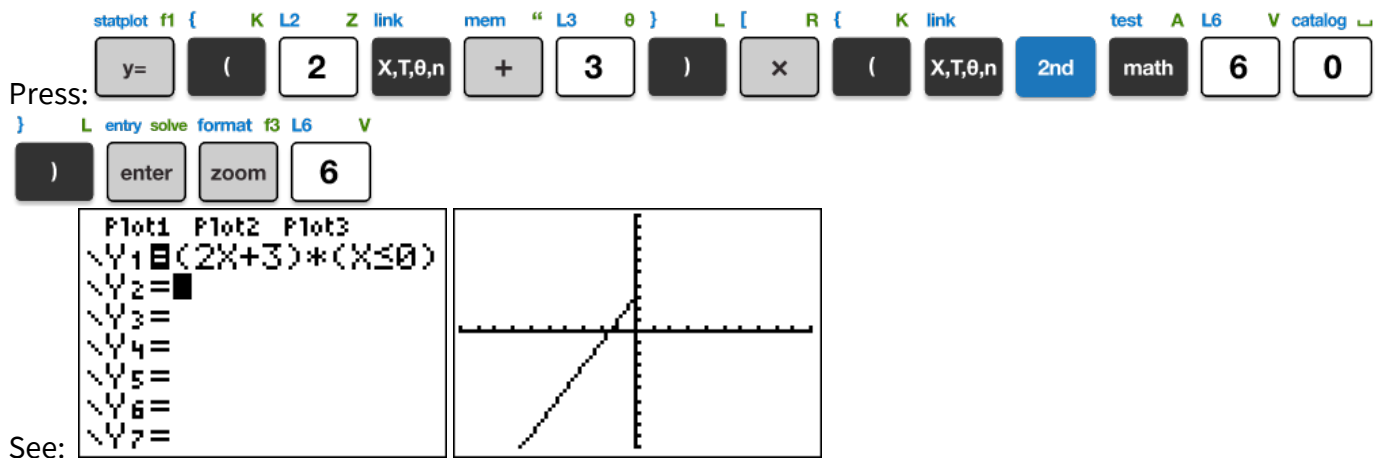 statplot f1 { K L2 Z link mem “ L3 θ } L [ R { K link test A L6 V catalog ⎵
Press: y= ( 2 X,T,θ,n + 3 ) × ( X,T,θ,n 2nd math 6 0
} L entry solve format f3 L6 V
) enter zoom 6
Plot1 Plot2 Plot3
\Y1=(2X+3)*(X≤0)
\Y2=
\Y3=
\Y4=
\Y5=
\Y6=
\Y7=
See: